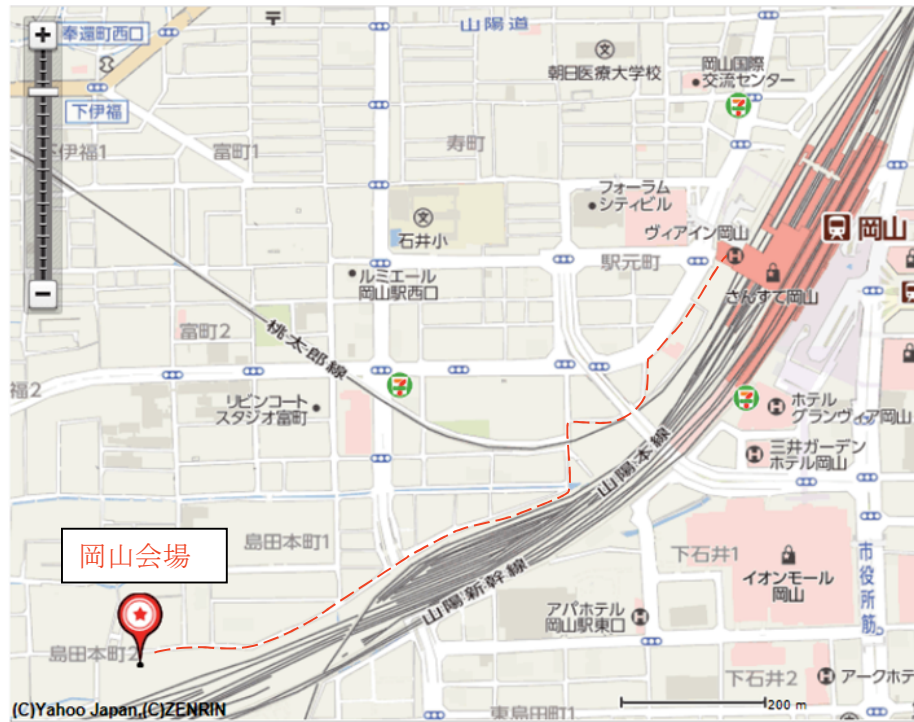 奉還町西口
山陽道
朝日医療大学校
岡山国際
交流センター
下伊福
下伊福1
富町1
寿町
石井小
フォーラム
シティビル
ヴィアイン岡山
岡山
駅元町
さんすて岡山
ルミエール
岡山駅西口
富町2
桃太郎線
福2
リビンコート
スタジオ富町
ホテル
グランヴィア岡山
山陽本線
三井ガーデン
ホテル岡山
岡山会場
島田本町1
下石井1
イオンモール
岡山
市役所筋
山陽新幹線
アパホテル
岡山駅東口
島田本町2
下石井2
アークホテ
東島田町1
200 m
(C)Yahoo Japan,(C)ZENRIN